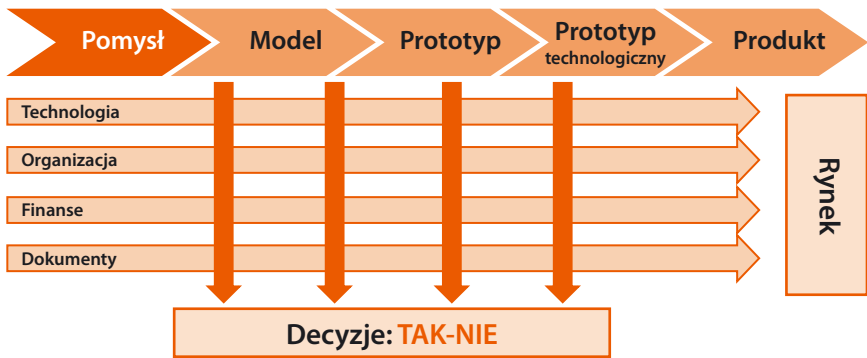 Pomysł
Model
Prototyp
Prototyp
technologiczny
Produkt
Technologia
Organizacja
Finanse
Dokumenty
Rynek
Decyzje: TAK-NIE